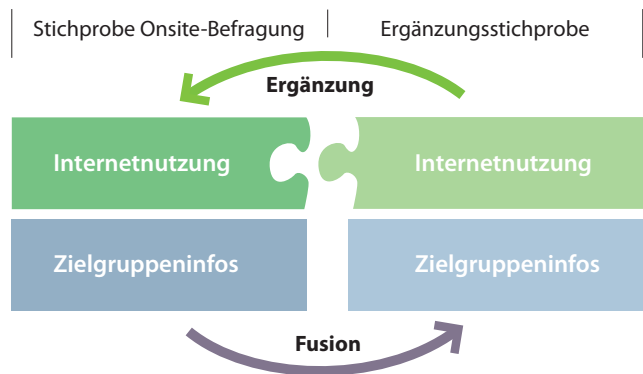 Stichprobe Onsite-Befragung
Ergänzungsstichprobe
Ergänzung
Internetnutzung
Internetnutzung
Zielgruppeninfos
Zielgruppeninfos
Fusion